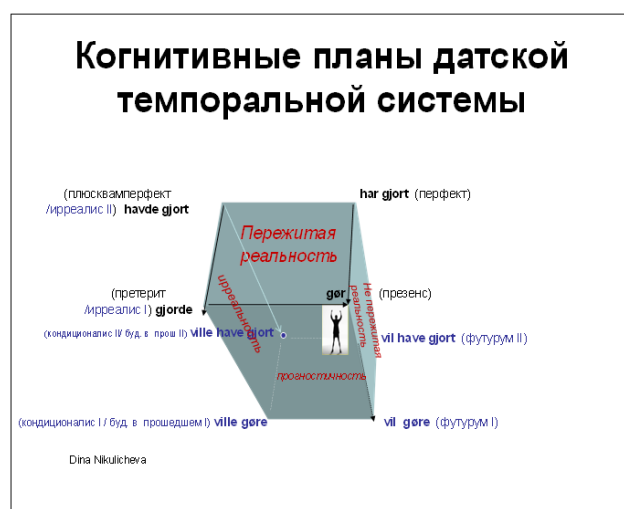 Когнитивные планы датской
темпоральной системы
(плюсквамперфект
/ирреалис II) havde gjort
har gjort (перфект)
Пережитая
реальность
(претерит
/ирреалис I) gjorde
gør
(презенс)
ирреальность
Не пережитая
реальность
(кондиционалис II/ буд. в прош II) ville have gjort
vil have gjort (футурум II)
прогностичность
(кондиционалис I / буд. в прошедшем I) ville gøre
vil gøre (футурум I)
Dina Nikulicheva